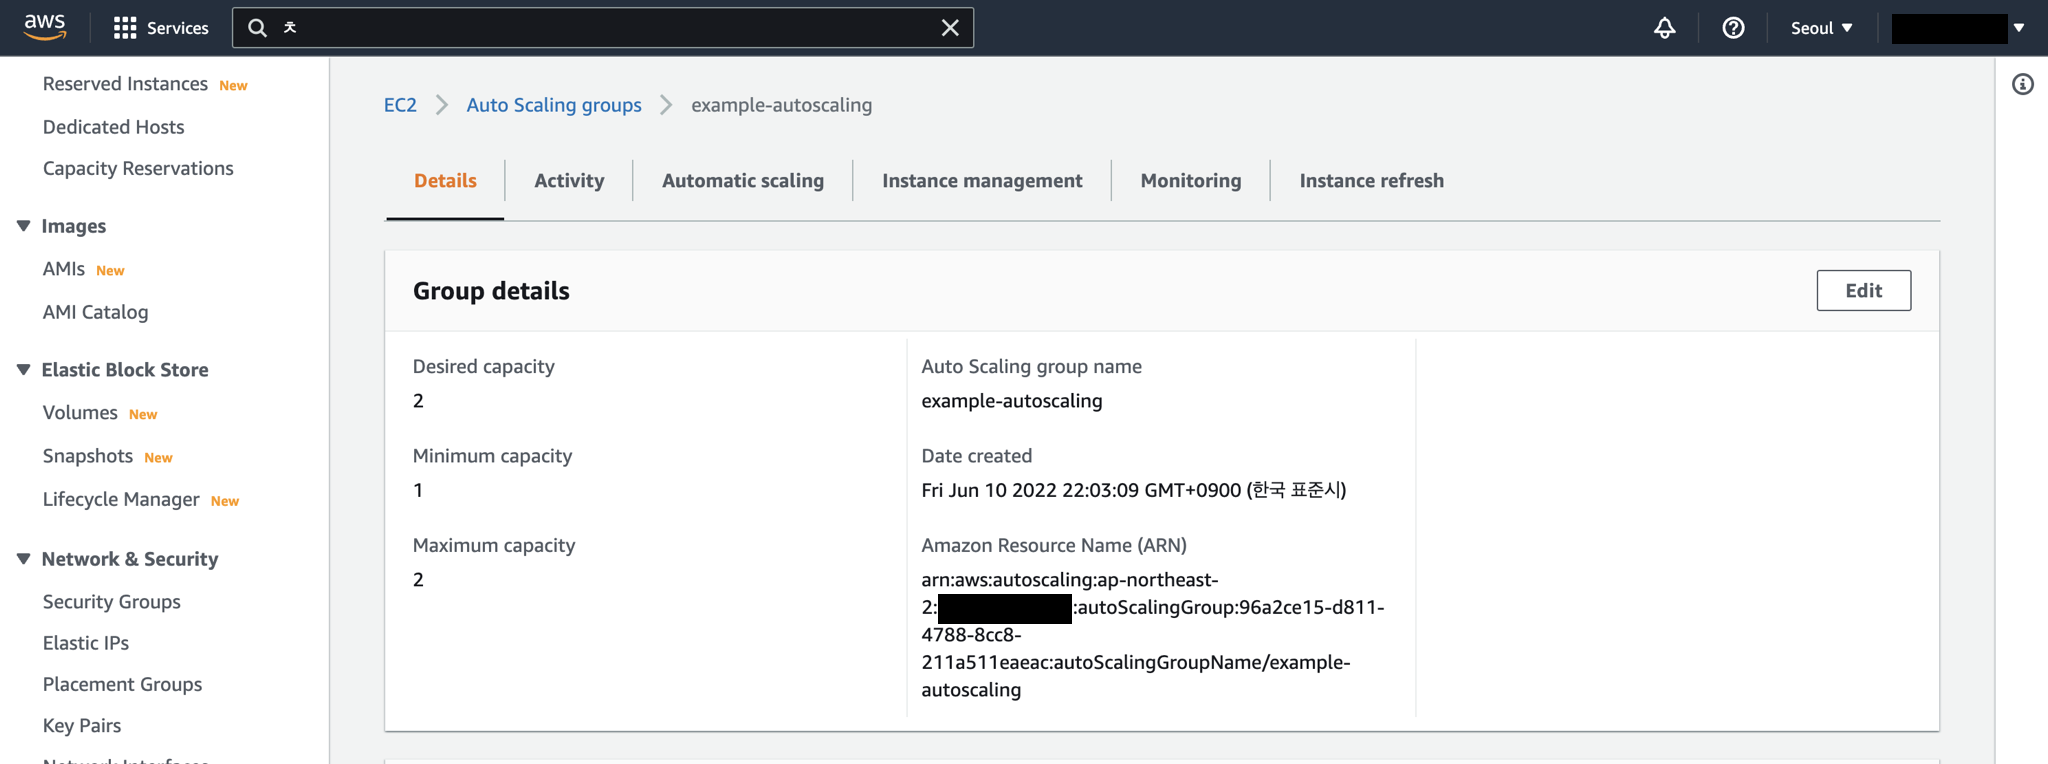 aws
Services
ㅊ
Seoul
Reserved Instances New
Dedicated Hosts
Capacity Reservations
Images
AMIs New
AMI Catalog
Elastic Block Store
Volumes New
Snapshots New
Lifecycle Manager New
Network & Security
Security Groups
Elastic IPs
Placement Groups
Key Pairs
Network Interfaces
EC2
Auto Scaling groups
example-autoscaling
Details
Activity
Automatic scaling
Instance management
Monitoring
Instance refresh
Group details
Edit
Desired capacity
2
Minimum capacity
1
Maximum capacity
2
Auto Scaling group name
example-autoscaling
Date created
Fri Jun 10 2022 22:03:09 GMT+0900 (한국 표준시)
Amazon Resource Name (ARN)
arn:aws:autoscaling:ap-northeast-
2: :autoScalingGroup:96a2ce15-d811-
4788-8cc8-
211a511eaeac:autoScalingGroupName/example-
autoscaling